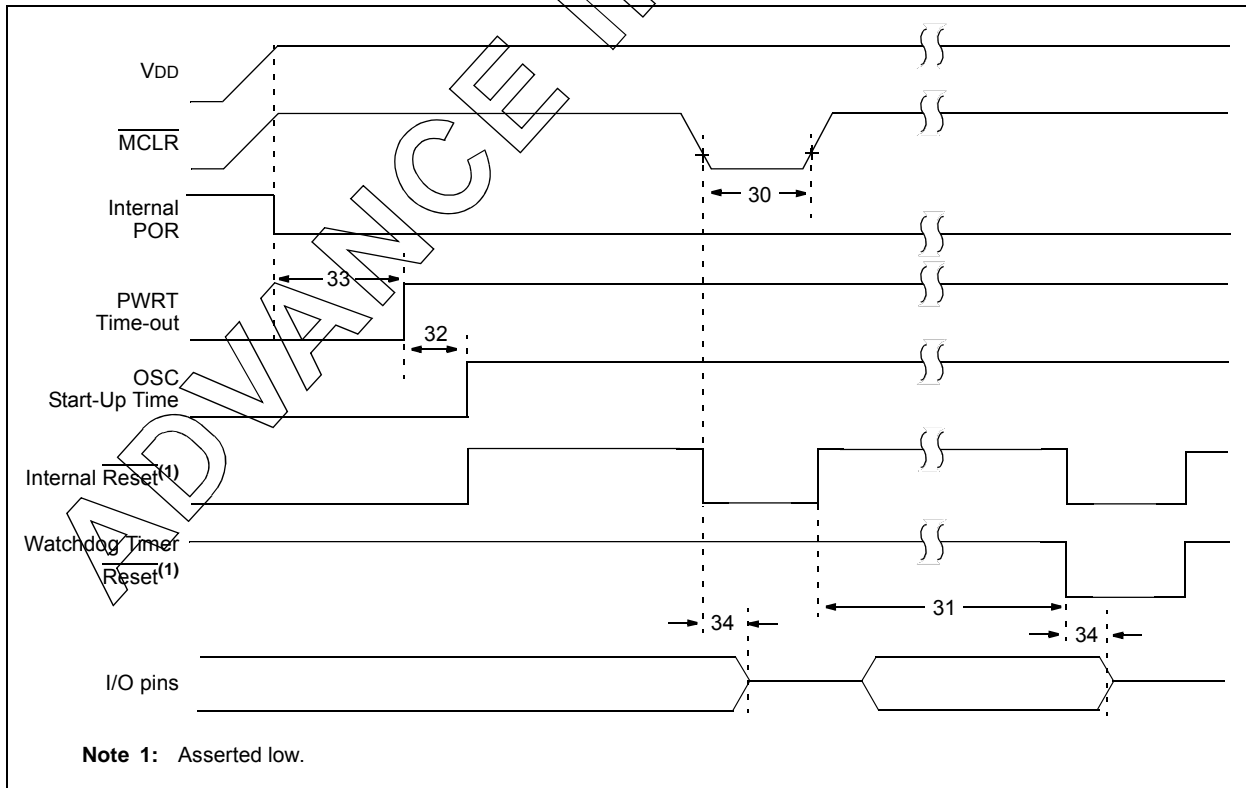 VDD
MCLR
30
Internal
POR
33
PWRT
Time-out
32
OSC
Start-Up Time
Internal Reset(1)
Watchdog Timer
Reset(1)
31
34
34
I/O pins
Note 1: Asserted low.
ADVANCE